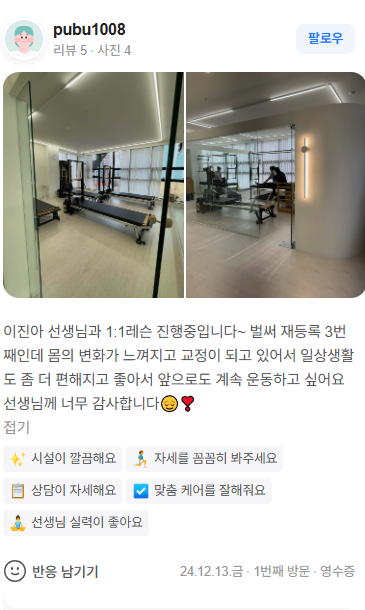 pubu1008
리뷰 5 · 사진 4
팔로우
이진아 선생님과 1:1레슨 진행중입니다~ 벌써 재등록 3번
째인데 몸의 변화가 느껴지고 교정이 되고 있어서 일상생활
도 좀 더 편해지고 좋아서 앞으로도 계속 운동하고 싶어요
선생님께 너무 감사합니다😌❣️
접기
✨ 시설이 깔끔해요 🧎 자세를 꼼꼼히 봐주세요
📋 상담이 자세해요 ☑️ 맞춤 케어를 잘해줘요
🧘 선생님 실력이 좋아요
반응 남기기
24.12.13.금 · 1번째 방문 · 영수증